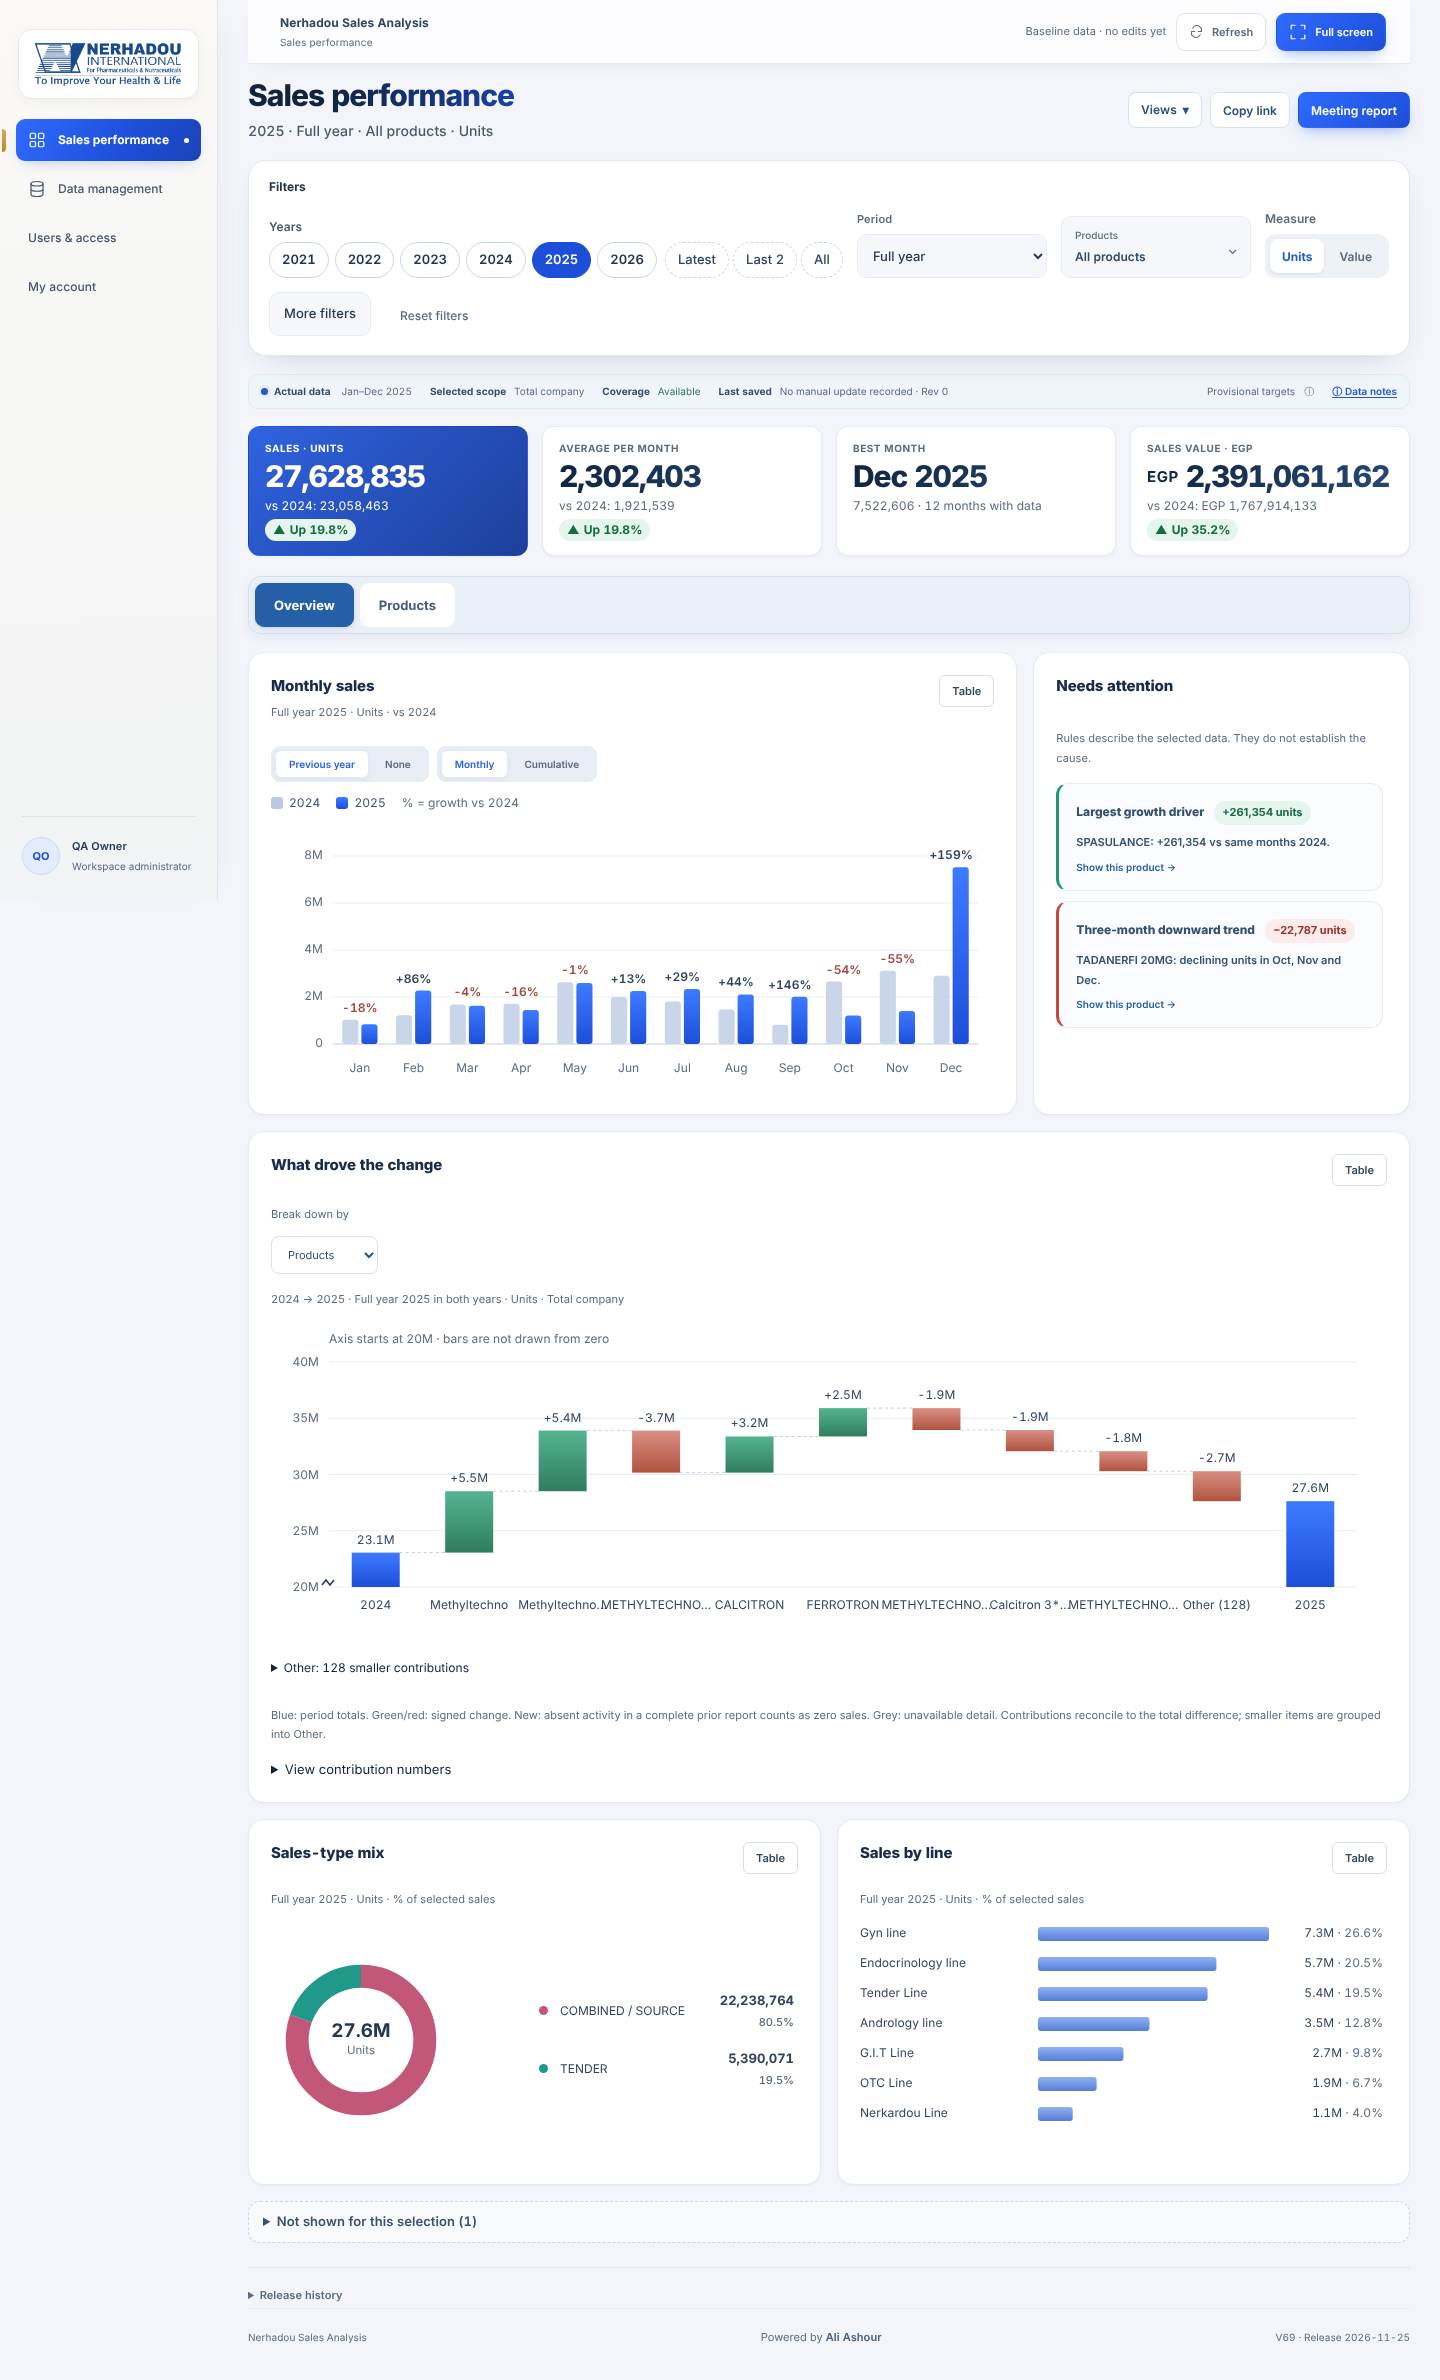 NERHADOU
INTERNATIONAL
For Pharmaceuticals & Nutraceuticals
To Improve Your Health & Life
Sales performance
Data management
Users & access
My account
QO
QA Owner
Workspace administrator
Nerhadou Sales Analysis
Sales performance
Baseline data · no edits yet
Refresh
Full screen
Sales performance
2025 · Full year · All products · Units
Views ▾
Copy link
Meeting report
Filters
Years
2021 2022 2023 2024 2025 2026 Latest Last 2 All
Period
Full year
Products
All products
Measure
Units Value
More filters
Reset filters
Actual data Jan–Dec 2025 Selected scope Total company Coverage Available Last saved No manual update recorded · Rev 0
Provisional targets ⓘ ⓘ Data notes
SALES · UNITS
27,628,835
vs 2024: 23,058,463
▲ Up 19.8%
AVERAGE PER MONTH
2,302,403
vs 2024: 1,921,539
▲ Up 19.8%
BEST MONTH
Dec 2025
7,522,606 · 12 months with data
SALES VALUE · EGP
EGP 2,391,061,162
vs 2024: EGP 1,767,914,133
▲ Up 35.2%
Overview
Products
Monthly sales
Full year 2025 · Units · vs 2024
Table
Previous year None Monthly Cumulative
2024 2025 % = growth vs 2024
8M
6M
4M
2M
0
-18% +86% -4% -16% -1% +13% +29% +44% +146% -54% -55% +159%
Jan Feb Mar Apr May Jun Jul Aug Sep Oct Nov Dec
Needs attention
Rules describe the selected data. They do not establish the
cause.
Largest growth driver +261,354 units
SPASULANCE: +261,354 vs same months 2024.
Show this product →
Three-month downward trend −22,787 units
TADANERFI 20MG: declining units in Oct, Nov and
Dec.
Show this product →
What drove the change
Table
Break down by
Products
2024 → 2025 · Full year 2025 in both years · Units · Total company
Axis starts at 20M · bars are not drawn from zero
40M
35M
30M
25M
20M
23.1M +5.5M +5.4M -3.7M +3.2M +2.5M -1.9M -1.9M -1.8M -2.7M 27.6M
2024 Methyltechno Methyltechno... METHYLTECHNO... CALCITRON FERROTRON METHYLTECHNO... Calcitron 3*... METHYLTECHNO... Other (128) 2025
▶ Other: 128 smaller contributions
Blue: period totals. Green/red: signed change. New: absent activity in a complete prior report counts as zero sales. Grey: unavailable detail. Contributions reconcile to the total difference; smaller items are grouped
into Other.
▶ View contribution numbers
Sales-type mix
Table
Full year 2025 · Units · % of selected sales
27.6M
Units
COMBINED / SOURCE 22,238,764
80.5%
TENDER 5,390,071
19.5%
Sales by line
Table
Full year 2025 · Units · % of selected sales
Gyn line 7.3M · 26.6%
Endocrinology line 5.7M · 20.5%
Tender Line 5.4M · 19.5%
Andrology line 3.5M · 12.8%
G.I.T Line 2.7M · 9.8%
OTC Line 1.9M · 6.7%
Nerkardou Line 1.1M · 4.0%
▶ Not shown for this selection (1)
▶ Release history
Nerhadou Sales Analysis
Powered by Ali Ashour
V69 · Release 2026-11-25